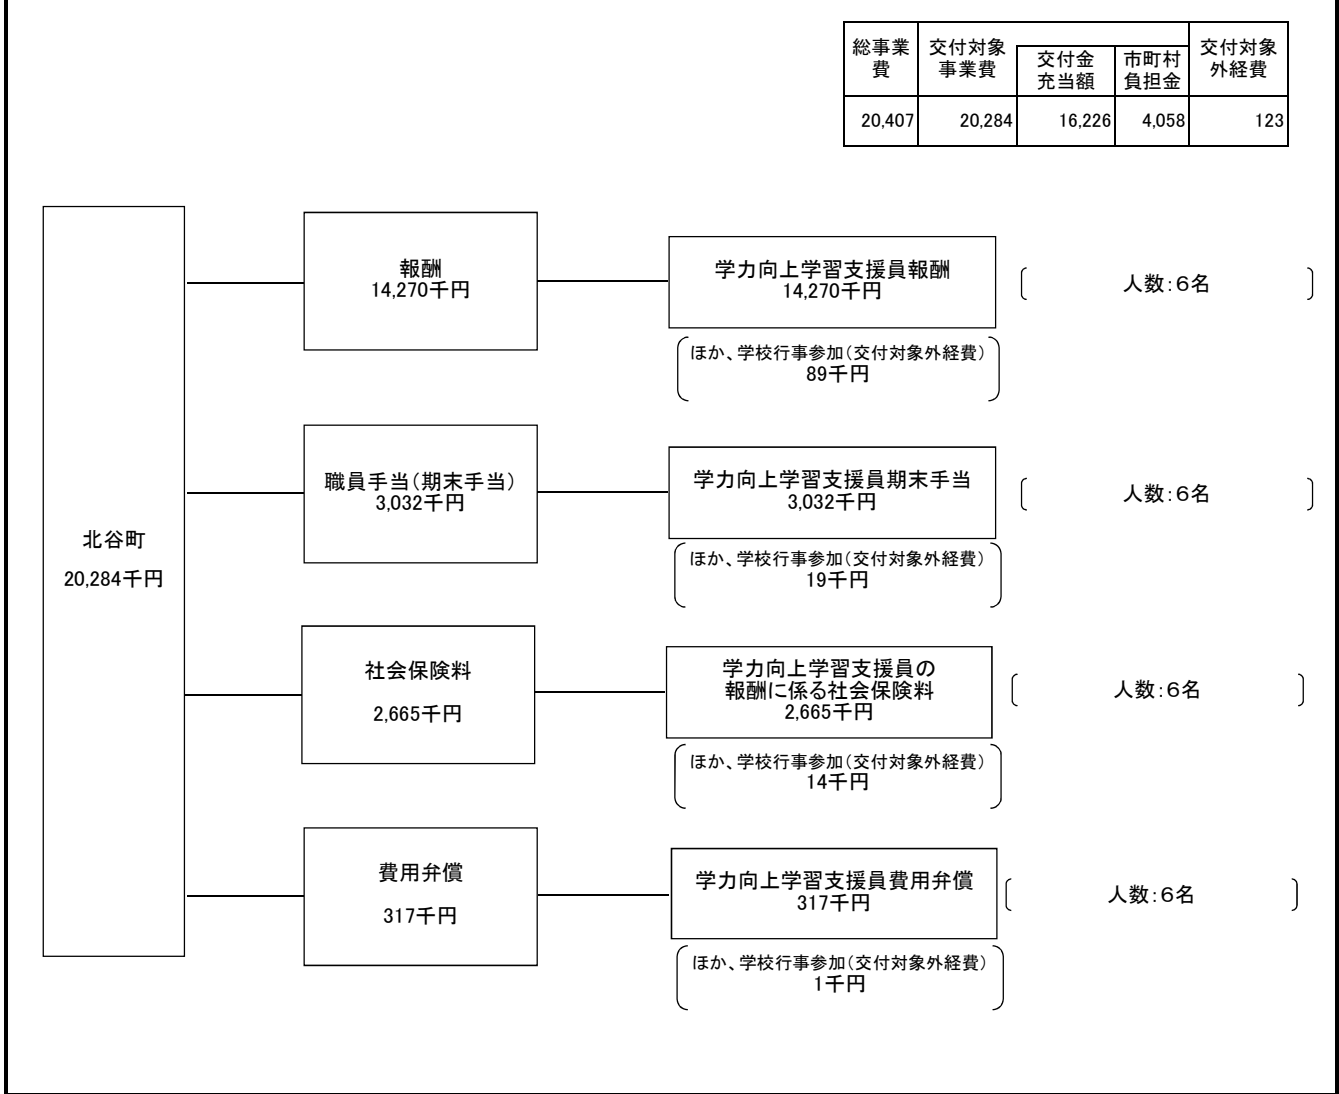 総事業
費
交付対象
事業費
交付金
充当額
市町村
負担金
交付対象
外経費
20,407
20,284
16,226
4,058
123
北谷町
20,284千円
報酬
14,270千円
学力向上学習支援員報酬
14,270千円
人数:6名
ほか、学校行事参加(交付対象外経費)
89千円
職員手当(期末手当)
3,032千円
学力向上学習支援員期末手当
3,032千円
人数:6名
ほか、学校行事参加(交付対象外経費)
19千円
社会保険料
2,665千円
学力向上学習支援員の
報酬に係る社会保険料
2,665千円
人数:6名
ほか、学校行事参加(交付対象外経費)
14千円
費用弁償
317千円
学力向上学習支援員費用弁償
317千円
人数:6名
ほか、学校行事参加(交付対象外経費)
1千円